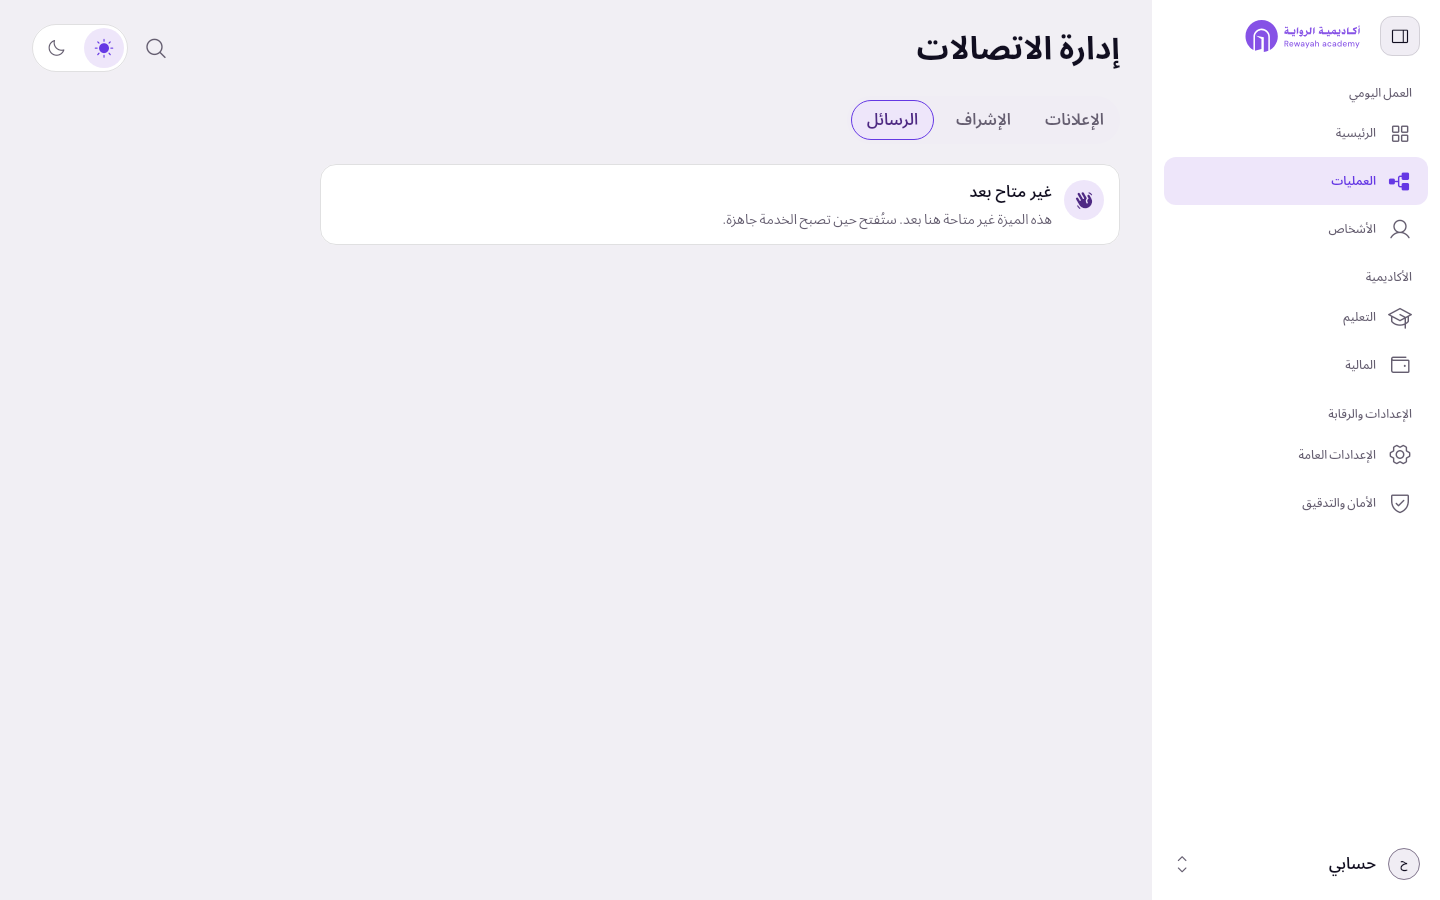 أكاديمية الرواية
Rewayah academy
العمل اليومي
الرئيسية
العمليات
الأشخاص
الأكاديمية
التعليم
المالية
الإعدادات والرقابة
الإعدادات العامة
الأمان والتدقيق
ح
حسابي
إدارة الاتصالات
الإعلانات
الإشراف
الرسائل
غير متاح بعد
هذه الميزة غير متاحة هنا بعد. ستُفتح حين تصبح الخدمة جاهزة.